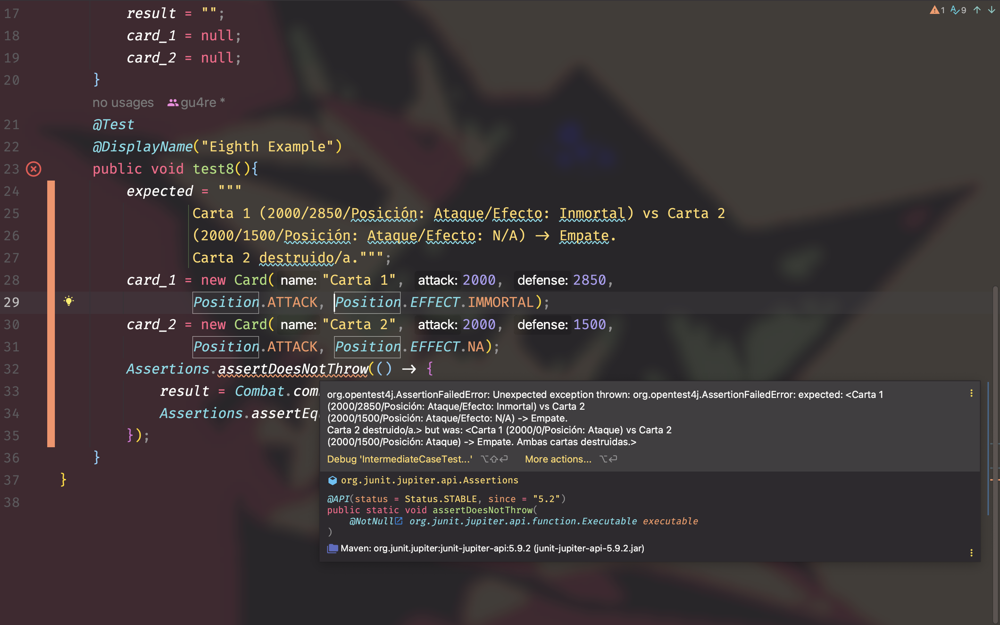 17 result = "";
18 card_1 = null;
19 card_2 = null;
20 }
no usages gu4re *
21 @Test
22 @DisplayName("Eighth Example")
23 public void test8(){
24 expected = """
25 Carta 1 (2000/2850/Posición: Ataque/Efecto: Inmortal) vs Carta 2
26 (2000/1500/Posición: Ataque/Efecto: N/A) -> Empate.
27 Carta 2 destruido/a.""";
28 card_1 = new Card( name: "Carta 1", attack: 2000, defense: 2850,
29 Position.ATTACK, Position.EFFECT.IMMORTAL);
30 card_2 = new Card( name: "Carta 2", attack: 2000, defense: 1500,
31 Position.ATTACK, Position.EFFECT.NA);
32 Assertions.assertDoesNotThrow(() -> {
33 result = Combat.com
34 Assertions.assertEq
35 });
36 }
37 }
38
1 9
org.opentest4j.AssertionFailedError: Unexpected exception thrown: org.opentest4j.AssertionFailedError: expected: <Carta 1
(2000/2850/Posición: Ataque/Efecto: Inmortal) vs Carta 2
(2000/1500/Posición: Ataque/Efecto: N/A) -> Empate.
Carta 2 destruido/a.> but was: <Carta 1 (2000/0/Posición: Ataque) vs Carta 2
(2000/1500/Posición: Ataque) -> Empate. Ambas cartas destruidas.>
Debug 'IntermediateCaseTest...' ⌥⇧⏎ More actions... ⌥⏎
org.junit.jupiter.api.Assertions
@API(status = Status.STABLE, since = "5.2")
public static void assertDoesNotThrow(
@NotNull org.junit.jupiter.api.function.Executable executable
)
Maven: org.junit.jupiter:junit-jupiter-api:5.9.2 (junit-jupiter-api-5.9.2.jar)